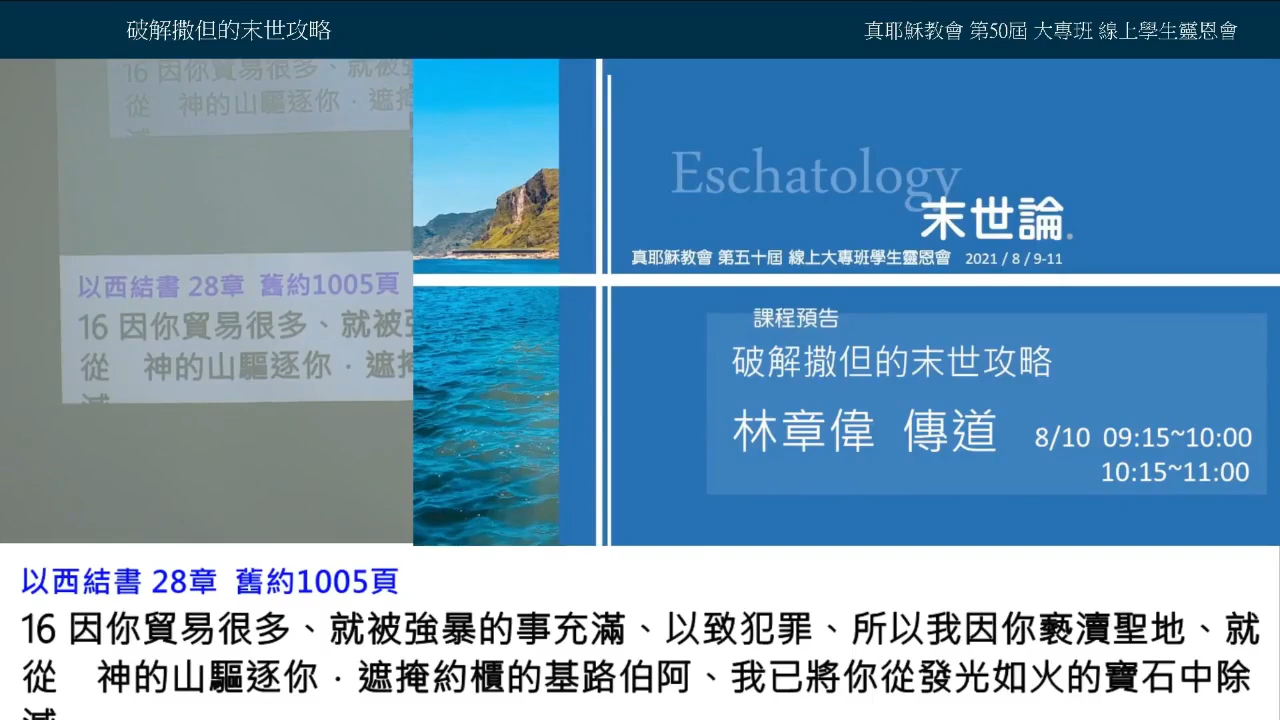 破解撒但的末世攻略
真耶穌教會 第50屆 大專班 線上學生靈恩會
16 因你貿易很多、就被強
從 神的山驅逐你．遮掩
以西結書 28章 舊約1005頁
16 因你貿易很多、就被強
從 神的山驅逐你．遮掩
Eschatology
末世論.
真耶穌教會 第五十屆 線上大專班學生靈恩會 2021 / 8 / 9-11
課程預告
破解撒但的末世攻略
林章偉 傳道 8/10 09:15~10:00
10:15~11:00
以西結書 28章 舊約1005頁
16 因你貿易很多、就被強暴的事充滿、以致犯罪、所以我因你褻瀆聖地、就
從 神的山驅逐你．遮掩約櫃的基路伯阿、我已將你從發光如火的寶石中除